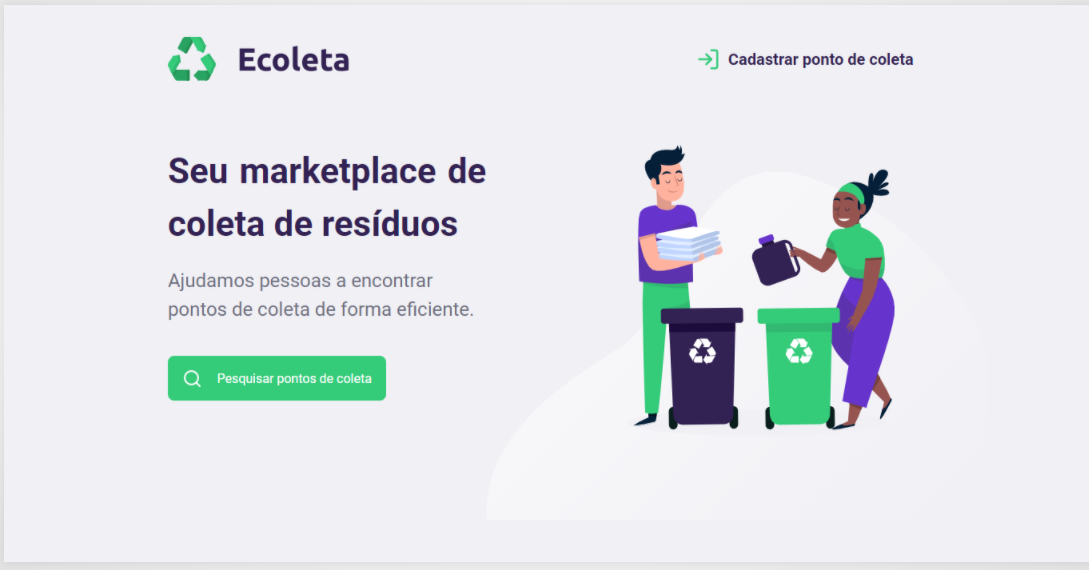 Ecoleta
Cadastrar ponto de coleta
Seu marketplace de
coleta de resíduos
Ajudamos pessoas a encontrar
pontos de coleta de forma eficiente.
Pesquisar pontos de coleta